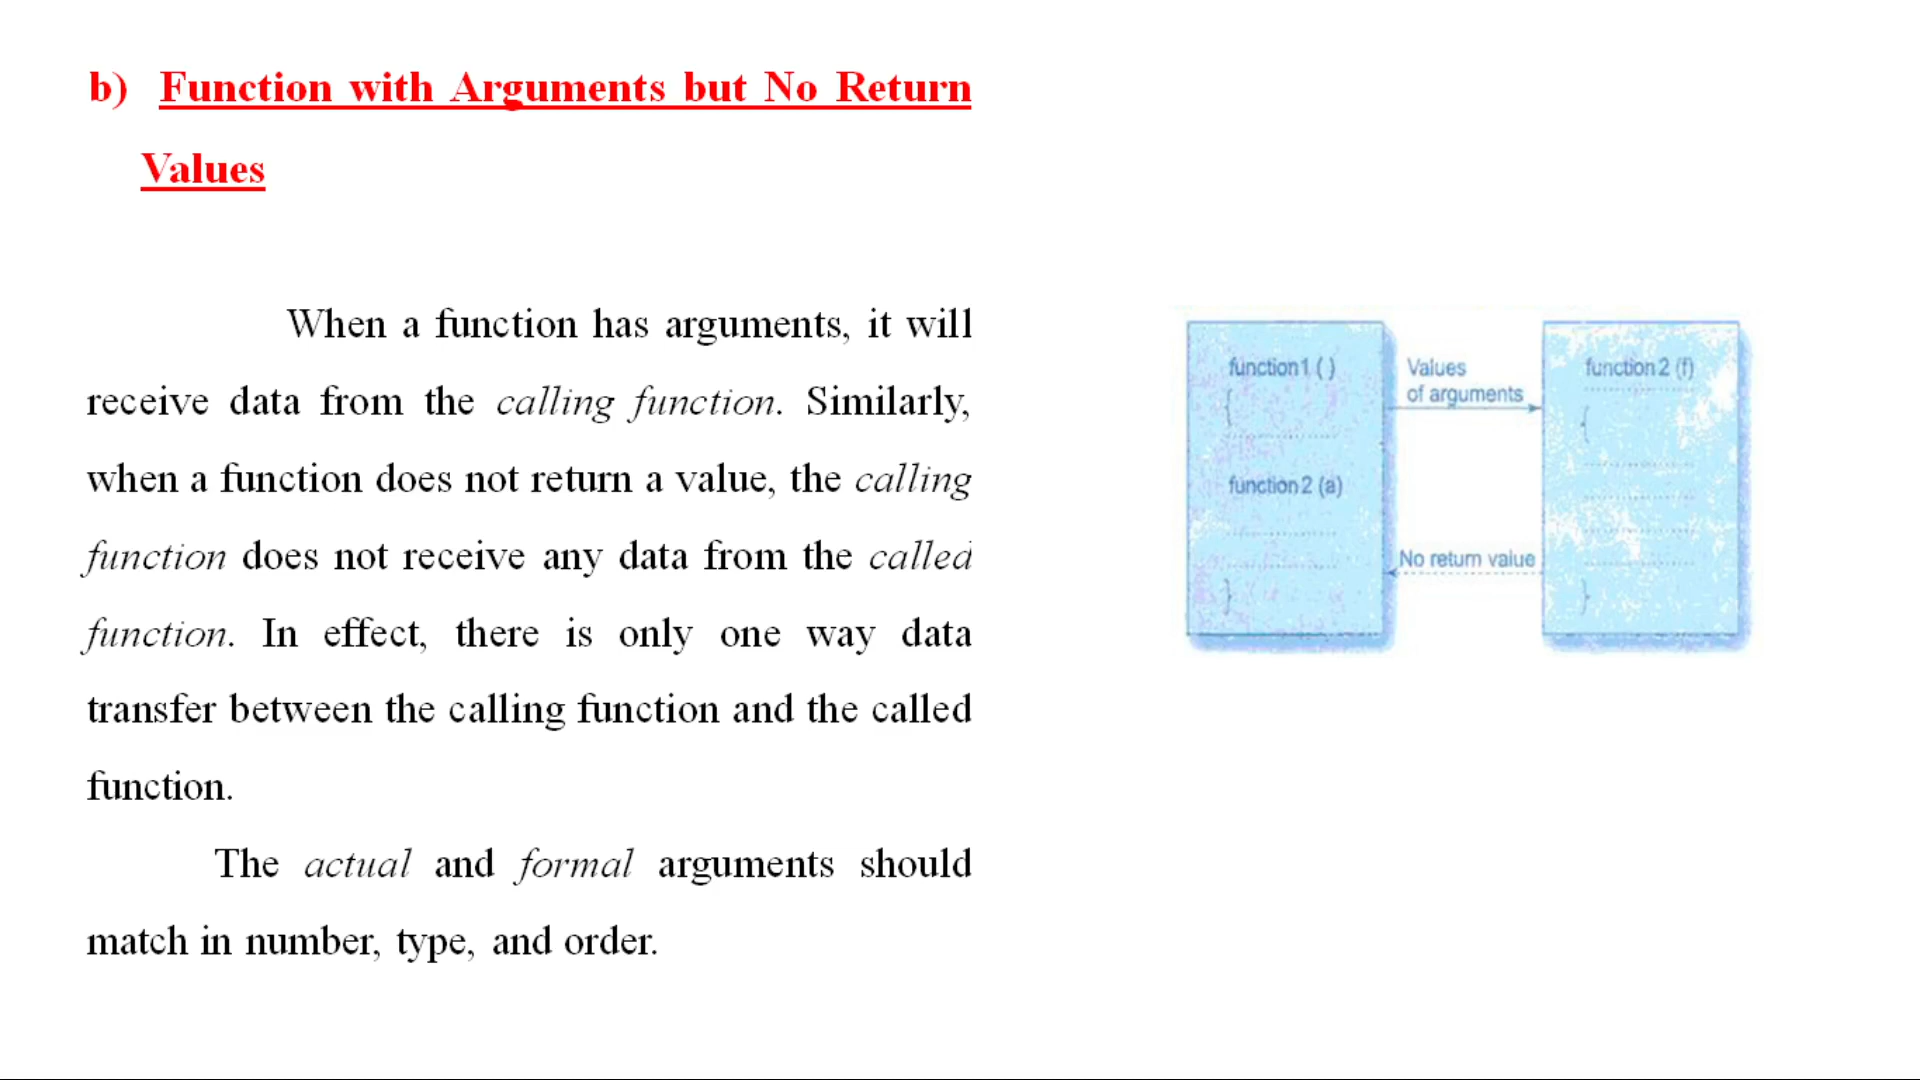 b) Function with Arguments but No Return
Values
When a function has arguments, it will
receive data from the calling function. Similarly,
when a function does not return a value, the calling
function does not receive any data from the called
function. In effect, there is only one way data
transfer between the calling function and the called
function.
The actual and formal arguments should
match in number, type, and order.
function1 ( )
{
....................
function2 (a)
....................
....................
}
Values
of arguments
No return value
function2 (f)
....................
{
....................
....................
....................
....................
}